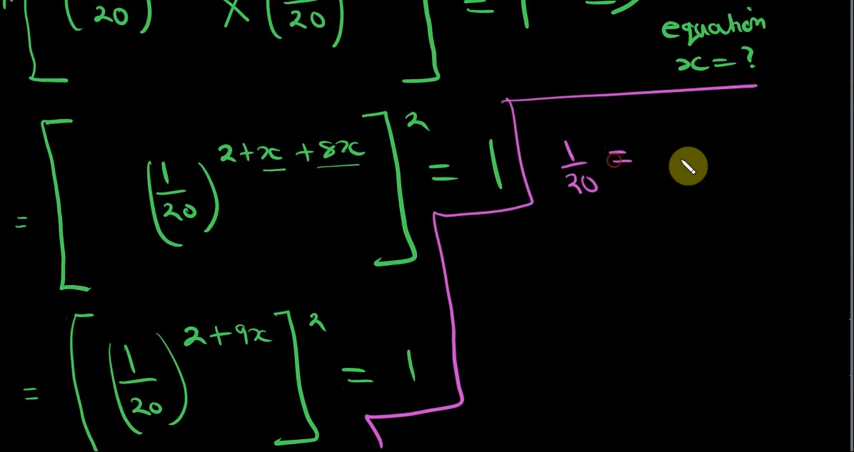 [( 20 ) X ( 20 )] = 1
equation
x = ?
= [(1/20)^(2+x+8x)]^2 = 1
1/20 =
= [(1/20)^(2+9x)]^2 = 1